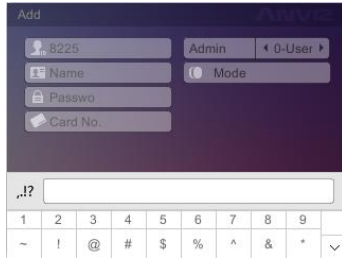 Add ANVIZ
8225 Admin 0-User
Name Mode
Passwo
Card No.
,.!?
1 2 3 4 5 6 7 8 9
~ ! @ # $ % ^ & *